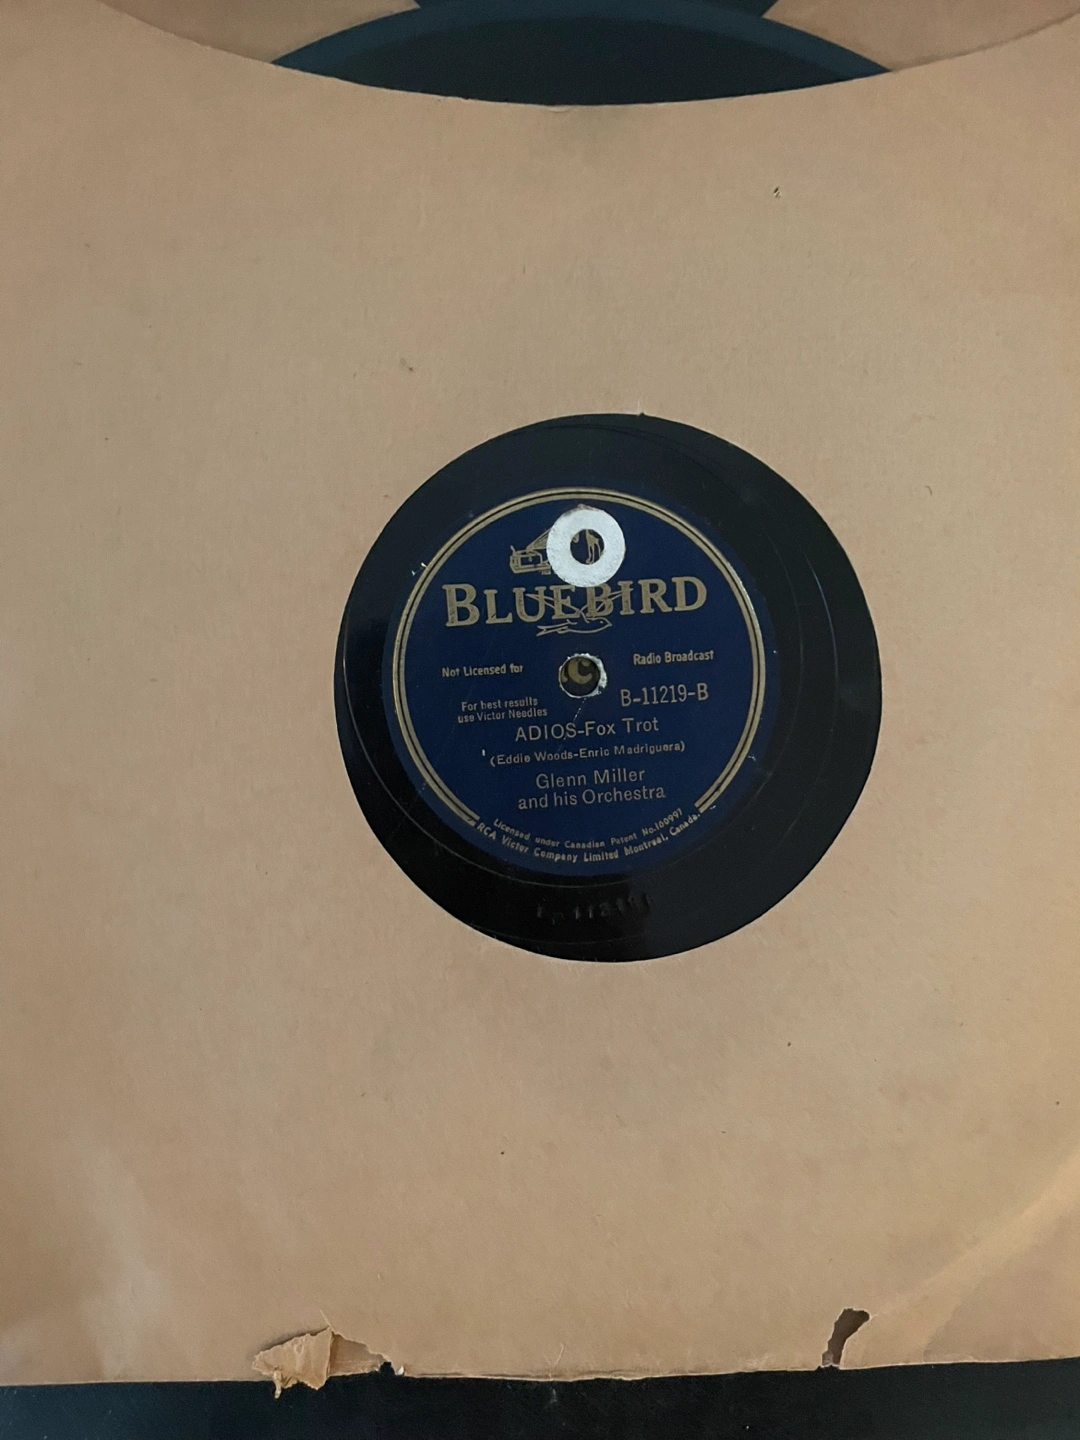 BLUEBIRD
Not Licensed for Radio Broadcast
For best results
use Victor Needles
B-11219-B
ADIOS-Fox Trot
(Eddie Woods-Enric Madriguera)
Glenn Miller
and his Orchestra
Licensed under Canadian Patent No.160997
RCA Victor Company Limited Montreal, Canada.